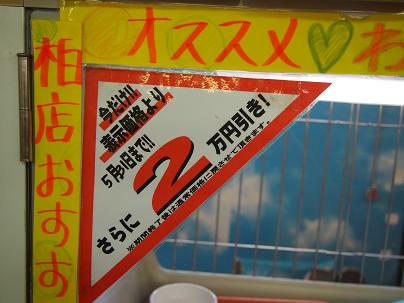 オススメ♡わ
柏店おすす
今だけ!!
表示価格より
5月31日まで!!
さらに2万円引き!
※期間終了後は通常価格に戻させて頂きます。